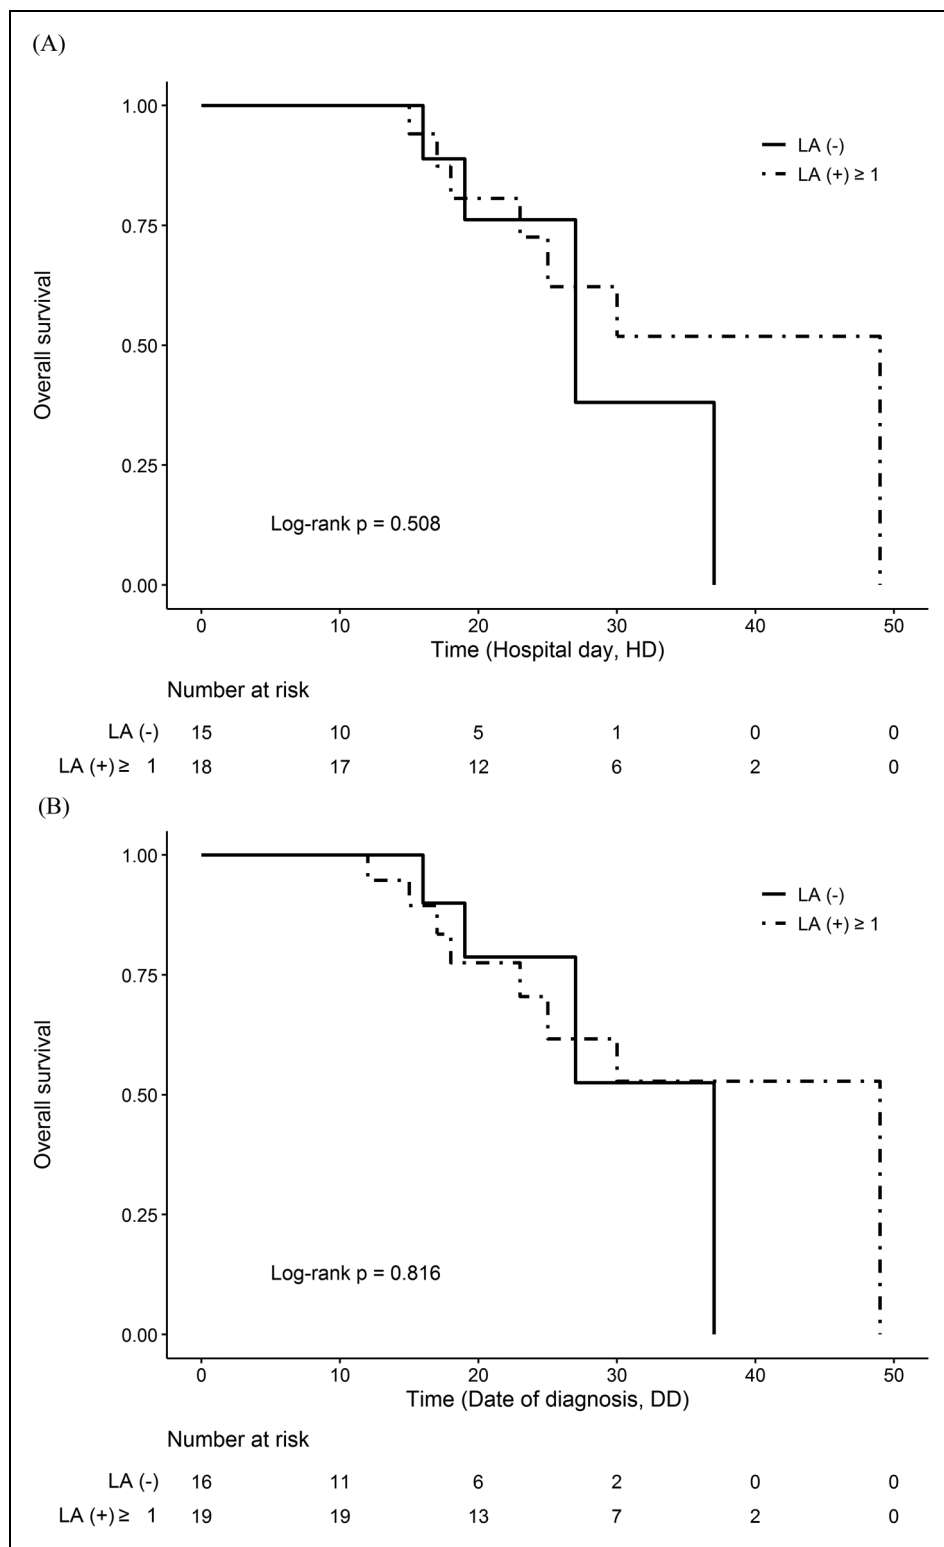 (A)
1.00
0.75
0.50
0.25
0.00
Overall survival
LA (-)
LA (+) ≥ 1
Log-rank p = 0.508
0 10 20 30 40 50
Time (Hospital day, HD)
Number at risk
LA (-) 15 10 5 1 0 0
LA (+) ≥ 1 18 17 12 6 2 0
(B)
1.00
0.75
0.50
0.25
0.00
Overall survival
LA (-)
LA (+) ≥ 1
Log-rank p = 0.816
0 10 20 30 40 50
Time (Date of diagnosis, DD)
Number at risk
LA (-) 16 11 6 2 0 0
LA (+) ≥ 1 19 19 13 7 2 0